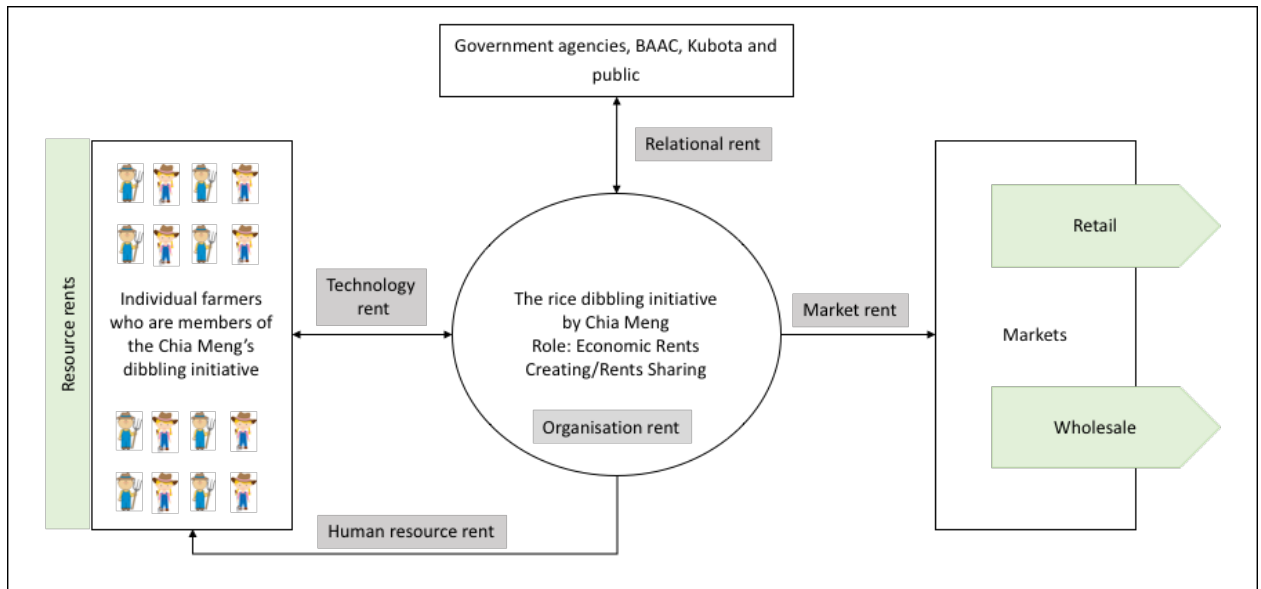 Government agencies, BAAC, Kubota and
public
Relational rent
Resource rents
Individual farmers
who are members of
the Chia Meng’s
dibbling initiative
Technology
rent
The rice dibbling initiative
by Chia Meng
Role: Economic Rents
Creating/Rents Sharing
Organisation rent
Market rent
Retail
Markets
Wholesale
Human resource rent